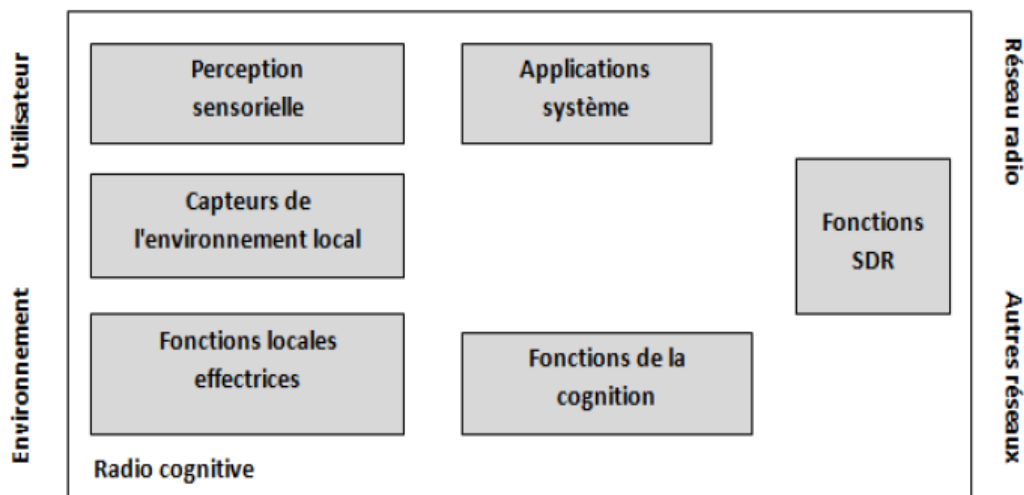 Utilisateur
Environnement
Perception
sensorielle
Capteurs de
l'environnement local
Fonctions locales
effectrices
Radio cognitive
Applications
système
Fonctions de la
cognition
Fonctions
SDR
Réseau radio
Autres réseaux